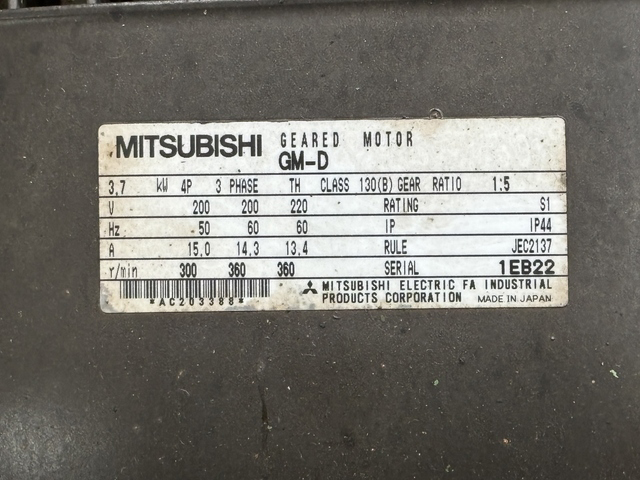 MITSUBISHI GEARED MOTOR
GM-D
3.7 kW 4P 3 PHASE TH CLASS 130(B) GEAR RATIO 1:5
V 200 200 220 RATING S1
Hz 50 60 60 IP IP44
A 15.0 14.3 13.4 RULE JEC2137
r/min 300 360 360 SERIAL 1EB22
*AC203388*
MITSUBISHI ELECTRIC FA INDUSTRIAL
PRODUCTS CORPORATION MADE IN JAPAN